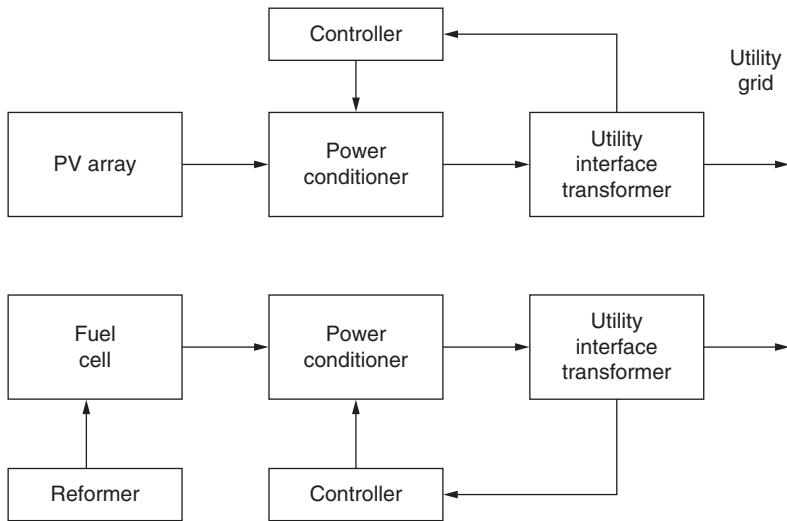 Controller
Utility
grid
PV array
Power
conditioner
Utility
interface
transformer
Fuel
cell
Power
conditioner
Utility
interface
transformer
Reformer
Controller